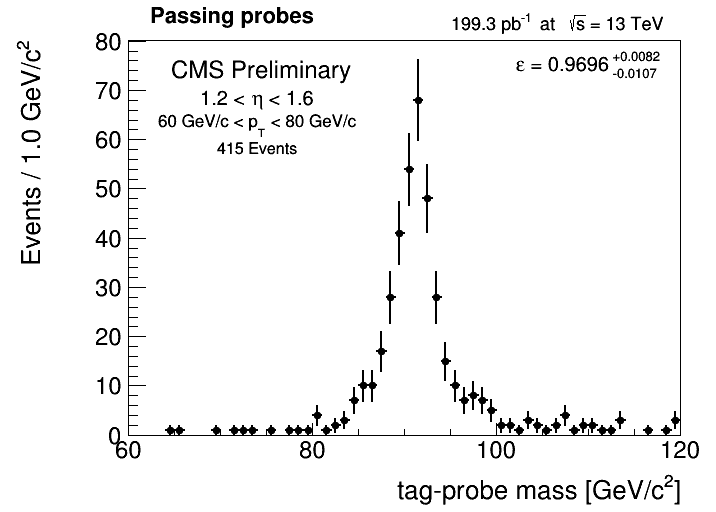 Passing probes
199.3 pb⁻¹ at √s = 13 TeV
CMS Preliminary
ε = 0.9696 +0.0082 -0.0107
1.2 < η < 1.6
60 GeV/c < p_T < 80 GeV/c
415 Events
Events / 1.0 GeV/c²
80
70
60
50
40
30
20
10
0
60 80 100 120
tag-probe mass [GeV/c²]